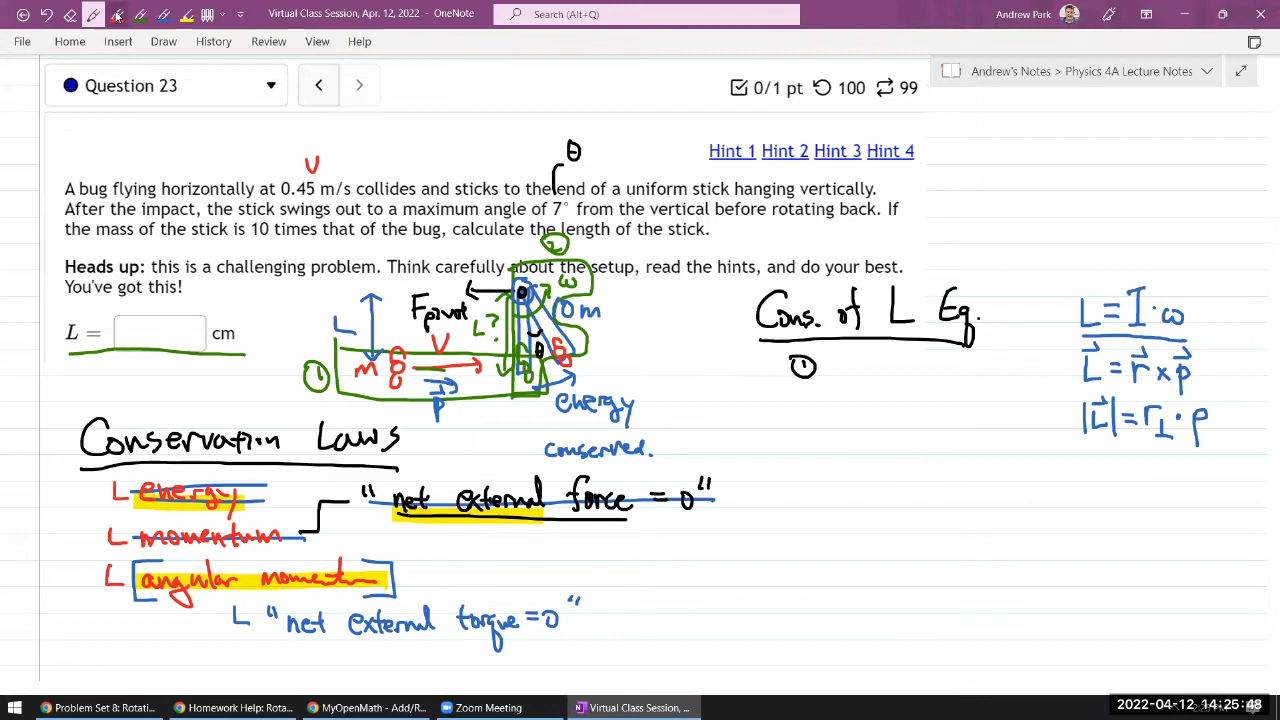 Virtual Class Session, Apr. 12, 2022 - OneNote
Search (Alt+Q)
Andrew Park
File Home Insert Draw History Review View Help
Question 23
0/1 pt 100 99
Andrew's Notes > Physics 4A Lecture Notes
Hint 1 Hint 2 Hint 3 Hint 4
θ
v
A bug flying horizontally at 0.45 m/s collides and sticks to the end of a uniform stick hanging vertically.
After the impact, the stick swings out to a maximum angle of 7° from the vertical before rotating back. If
the mass of the stick is 10 times that of the bug, calculate the length of the stick.
②
Heads up: this is a challenging problem. Think carefully about the setup, read the hints, and do your best.
You've got this!
ω
L = cm
L
Fpivot
L?
10m
θ
① m v
p
energy
conserved.
Cons. of L Eq.
①
L = I·ω
L = r × p
|L| = r⊥ · p
Conservation Laws
L energy
"net external force = 0"
L momentum
L [angular momentum]
L "net external torque = 0"
Problem Set 8: Rotati... Homework Help: Rota... MyOpenMath - Add/R... Zoom Meeting Virtual Class Session,...
2022-04-12 14:25:48